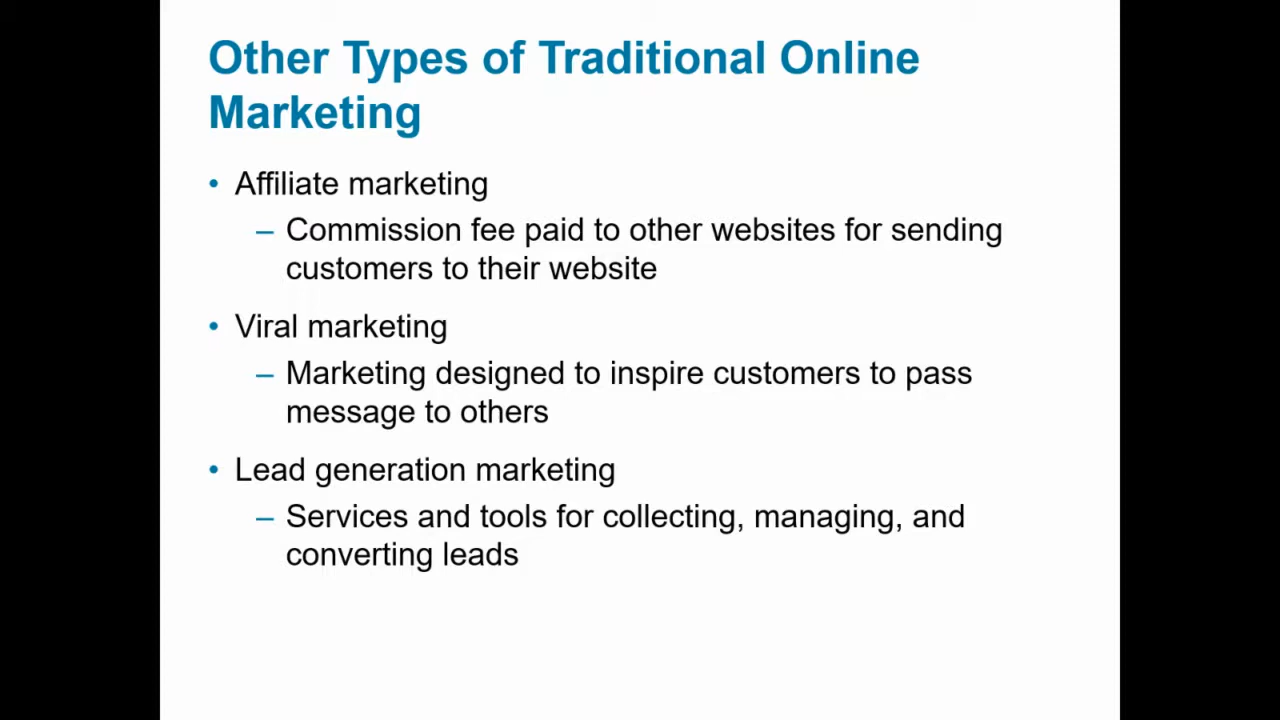 Other Types of Traditional Online
Marketing
• Affiliate marketing
– Commission fee paid to other websites for sending
customers to their website
• Viral marketing
– Marketing designed to inspire customers to pass
message to others
• Lead generation marketing
– Services and tools for collecting, managing, and
converting leads